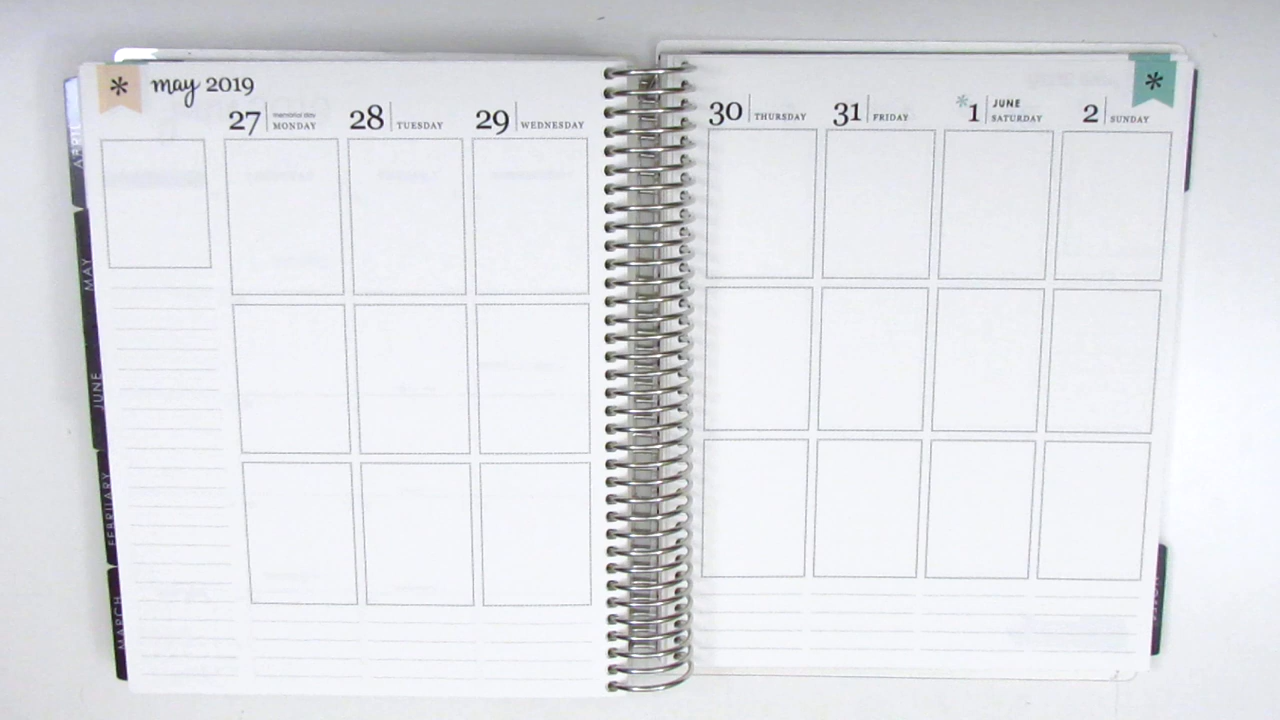 * may 2019 *
27 memorial day MONDAY
28 TUESDAY
29 WEDNESDAY
30 THURSDAY
31 FRIDAY
*1 JUNE SATURDAY
2 SUNDAY
APRIL
MAY
JUNE
FEBRUARY
MARCH